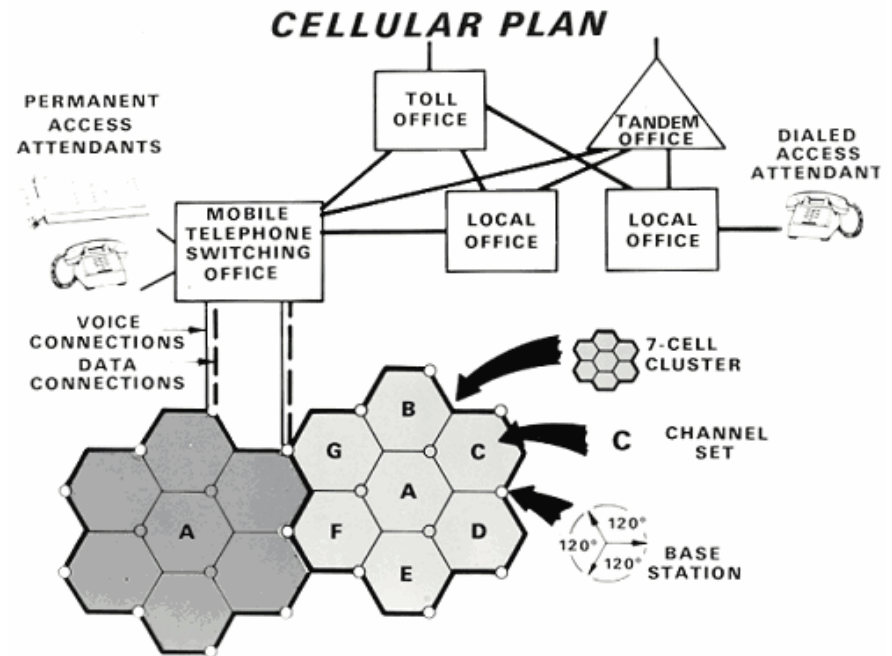 CELLULAR PLAN
PERMANENT
ACCESS
ATTENDANTS
TOLL
OFFICE
TANDEM
OFFICE
DIALED
ACCESS
ATTENDANT
MOBILE
TELEPHONE
SWITCHING
OFFICE
LOCAL
OFFICE
LOCAL
OFFICE
VOICE
CONNECTIONS
DATA
CONNECTIONS
7-CELL
CLUSTER
B
G
C
A
F
D
E
A
C
CHANNEL
SET
120°
120°
120°
BASE
STATION